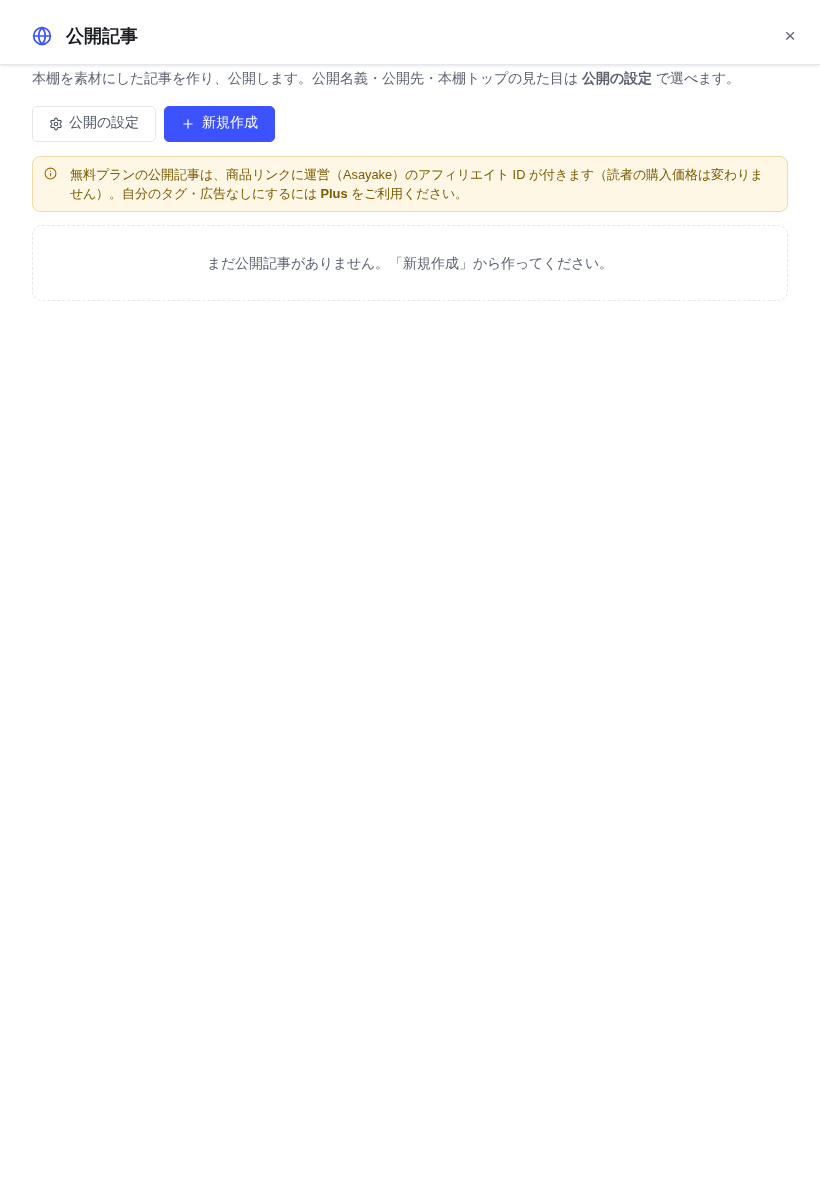 公開記事
本棚を素材にした記事を作り、公開します。公開名義・公開先・本棚トップの見た目は 公開の設定 で選べます。
公開の設定
新規作成
無料プランの公開記事は、商品リンクに運営（Asayake）のアフィリエイト ID が付きます（読者の購入価格は変わりま
せん）。自分のタグ・広告なしにするには Plus をご利用ください。
まだ公開記事がありません。「新規作成」から作ってください。